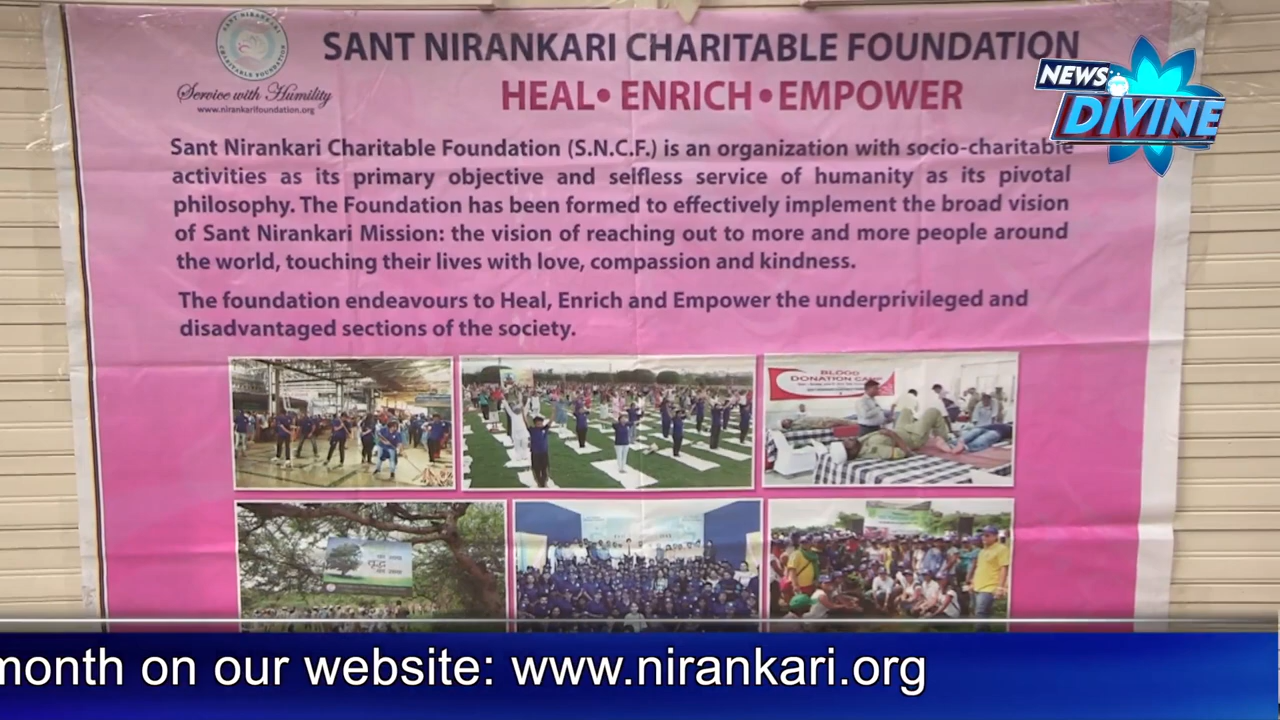 SANT NIRANKARI CHARITABLE FOUNDATION
HEAL • ENRICH • EMPOWER
Service with Humility
www.nirankarifoundation.org
NEWS
DIVINE
Sant Nirankari Charitable Foundation (S.N.C.F.) is an organization with socio-charitable
activities as its primary objective and selfless service of humanity as its pivotal
philosophy. The Foundation has been formed to effectively implement the broad vision
of Sant Nirankari Mission: the vision of reaching out to more and more people around
the world, touching their lives with love, compassion and kindness.
The foundation endeavours to Heal, Enrich and Empower the underprivileged and
disadvantaged sections of the society.
BLOOD
DONATION CAMP
month on our website: www.nirankari.org